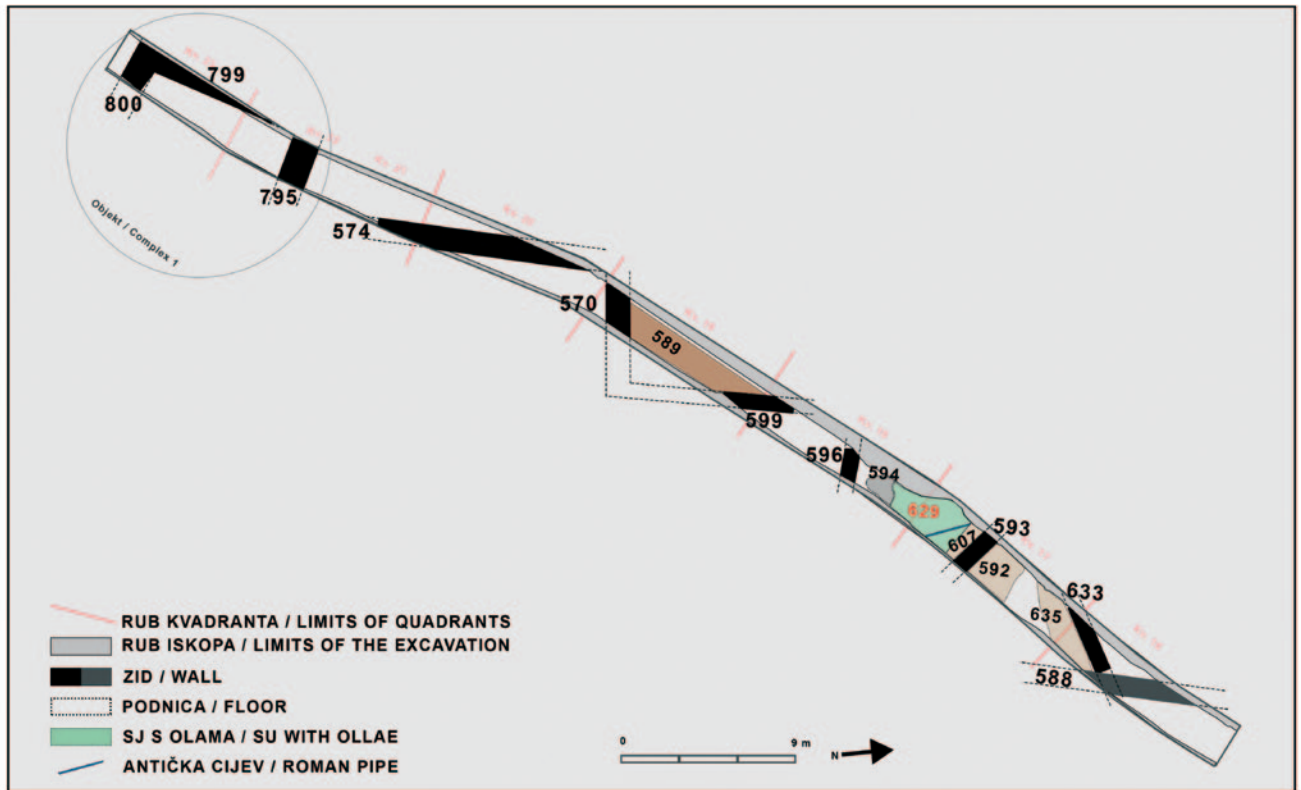 799
800
795
Objekt / Complex 1
574
570
589
599
596
594
629
593
607
592
633
635
588
RUB KVADRANTA / LIMITS OF QUADRANTS
RUB ISKOPA / LIMITS OF THE EXCAVATION
ZID / WALL
PODNICA / FLOOR
SJ S OLAMA / SU WITH OLLAE
ANTIČKA CIJEV / ROMAN PIPE
0 9 m
N